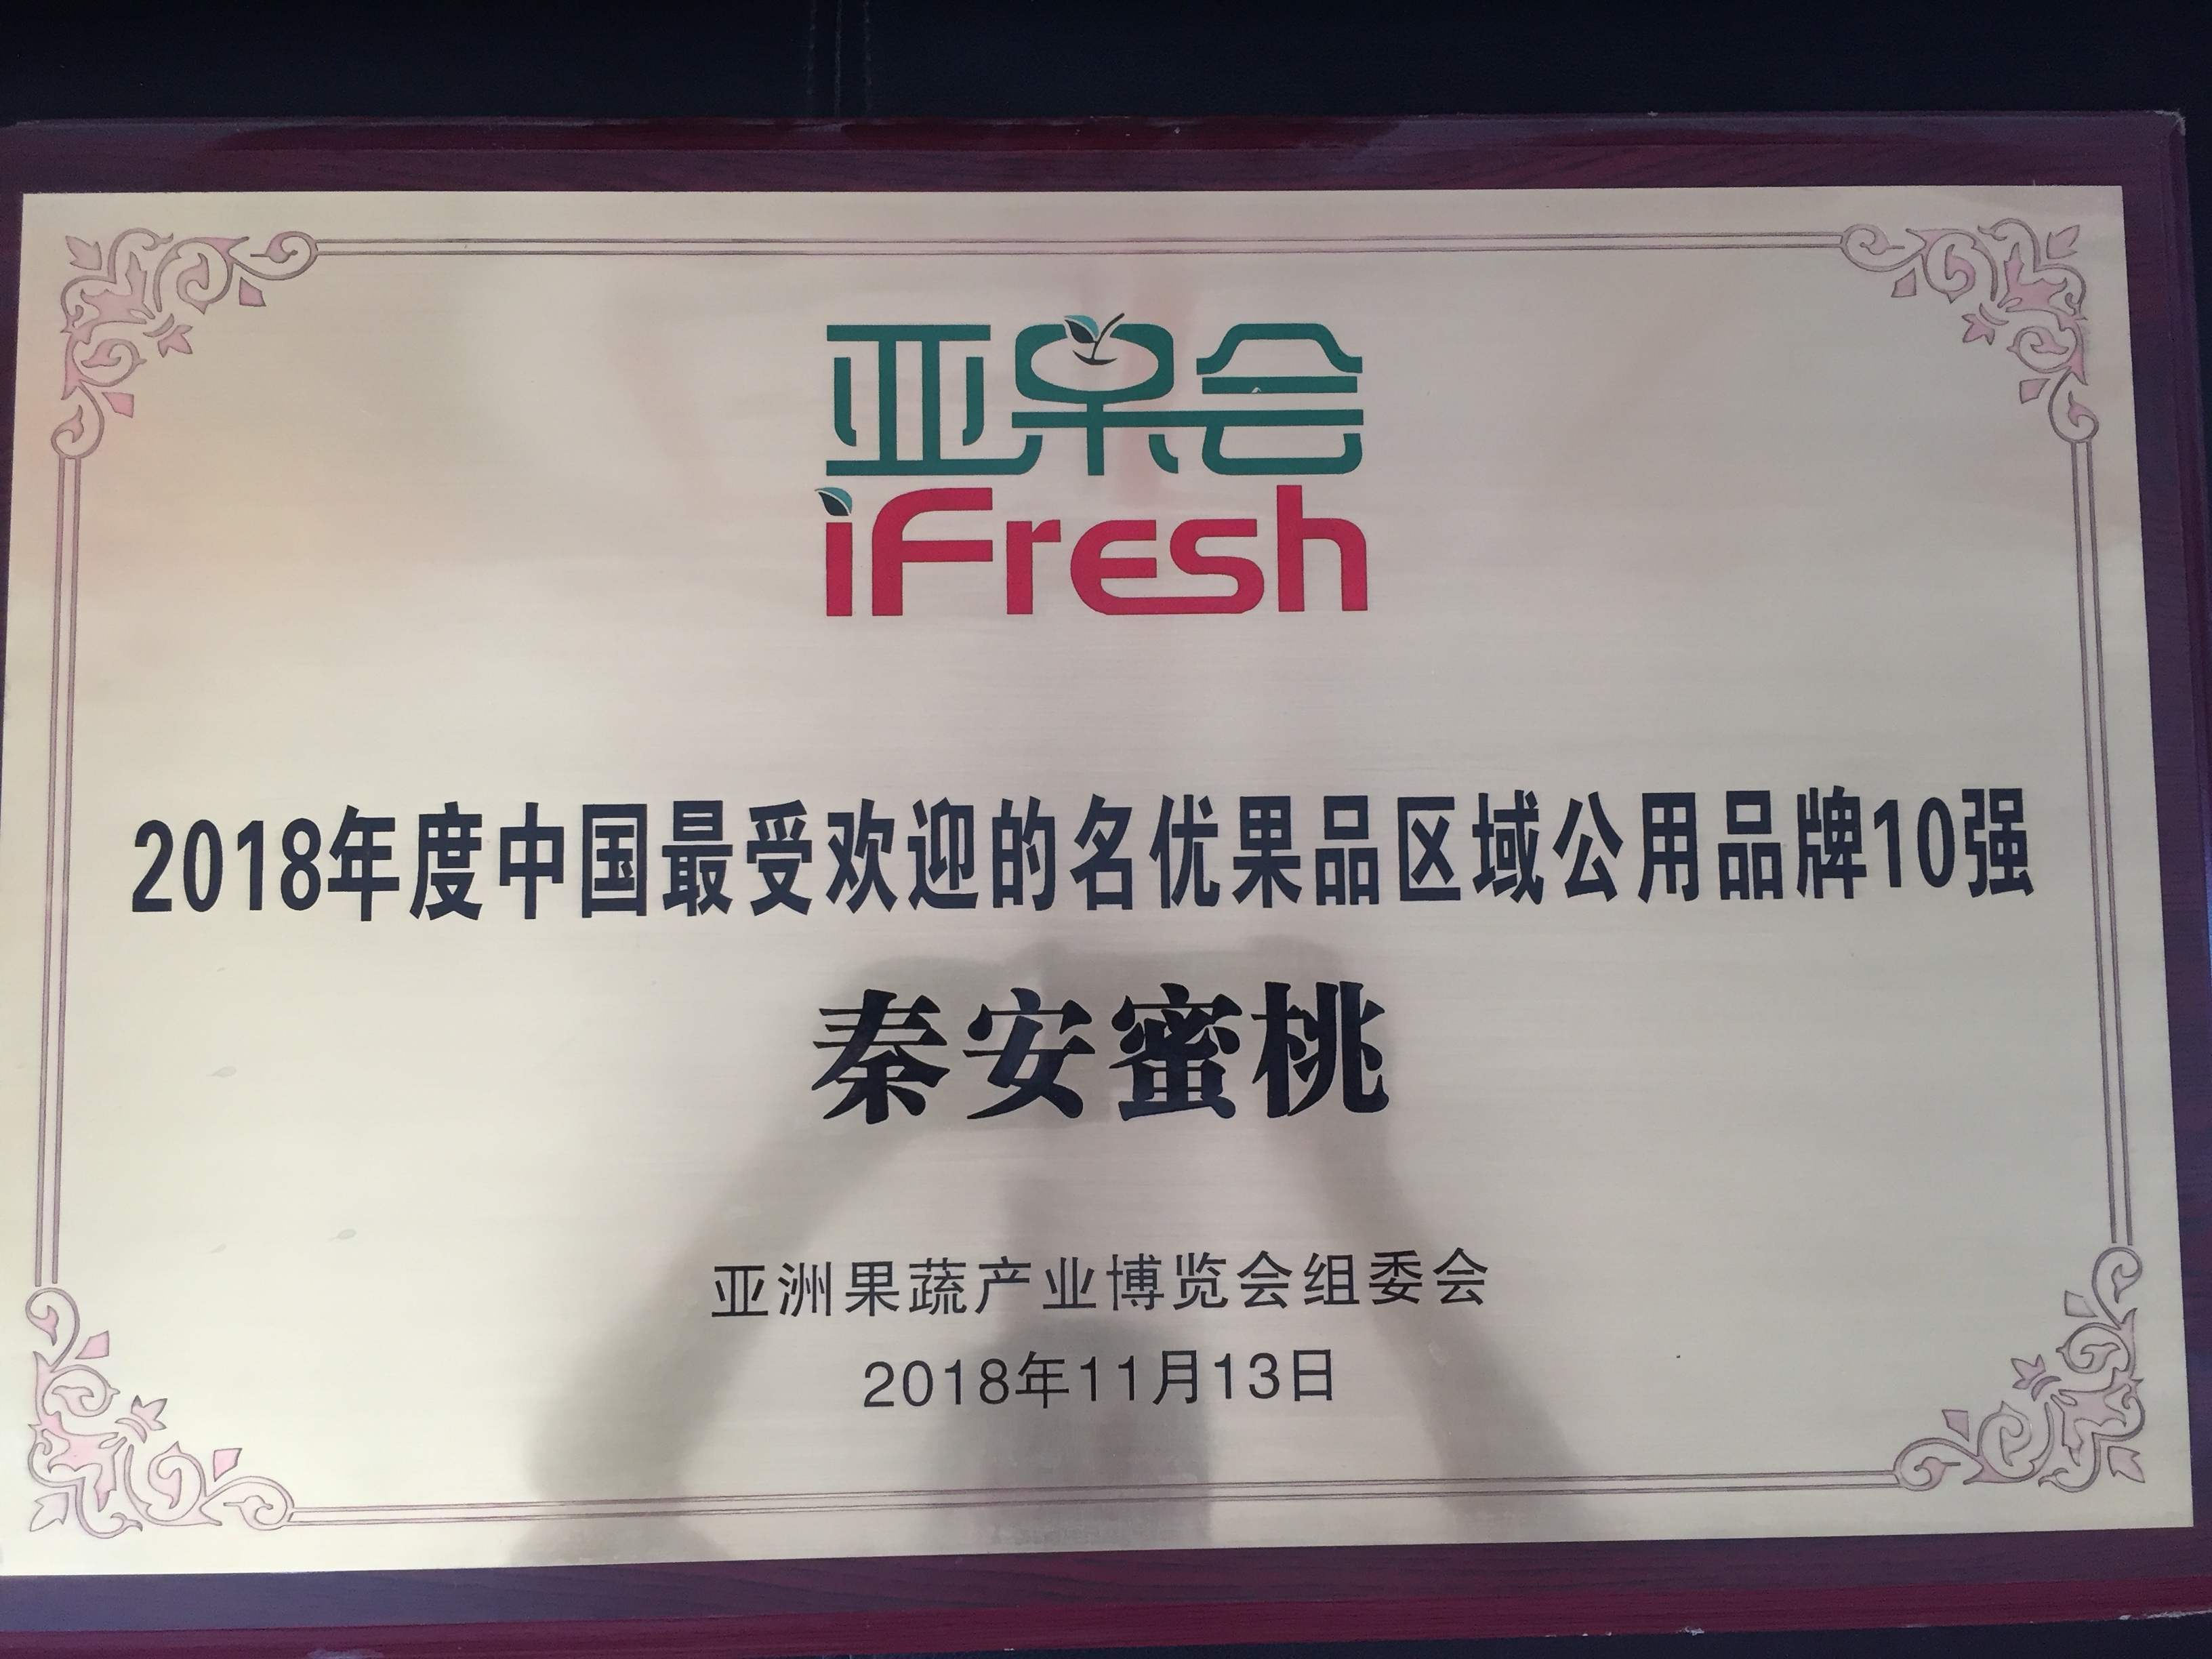 亚果会
iFresh
2018年度中国最受欢迎的名优果品区域公用品牌10强
秦安蜜桃
亚洲果蔬产业博览会组委会
2018年11月13日